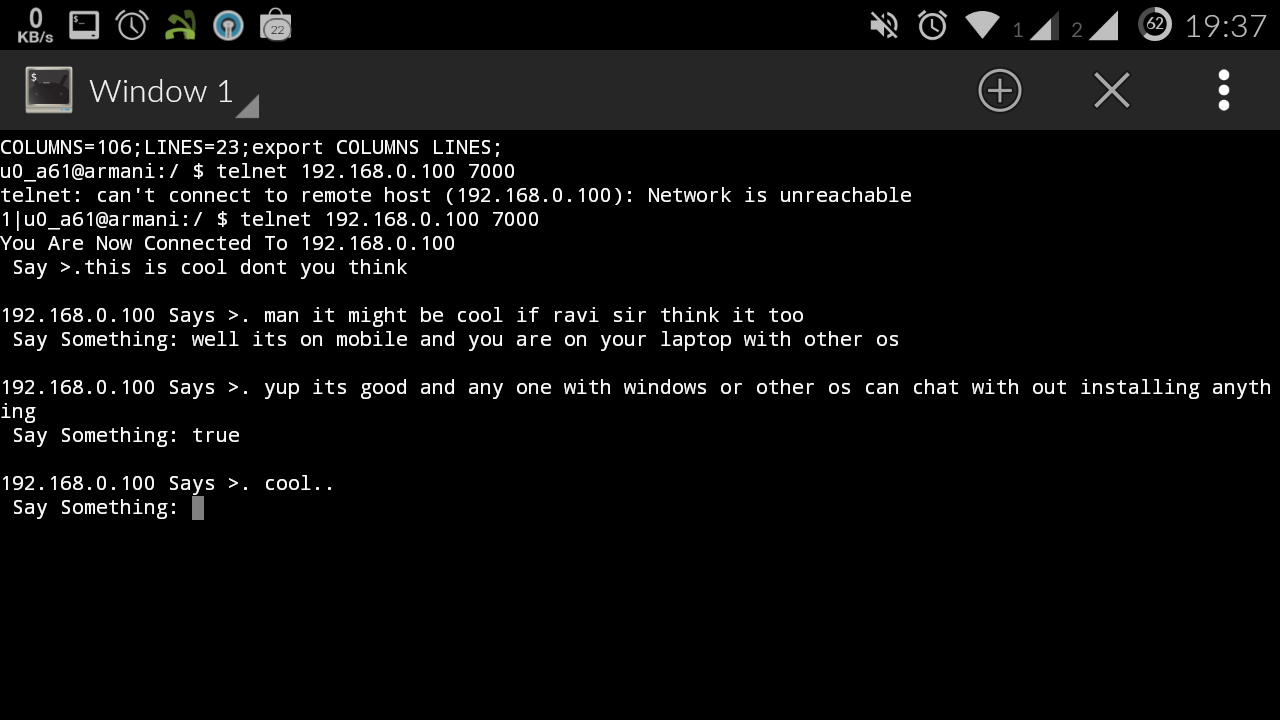 0
KB/s
22
1
2
62
19:37
$
Window 1
COLUMNS=106;LINES=23;export COLUMNS LINES;
u0_a61@armani:/ $ telnet 192.168.0.100 7000
telnet: can't connect to remote host (192.168.0.100): Network is unreachable
1|u0_a61@armani:/ $ telnet 192.168.0.100 7000
You Are Now Connected To 192.168.0.100
Say >.this is cool dont you think
192.168.0.100 Says >. man it might be cool if ravi sir think it too
Say Something: well its on mobile and you are on your laptop with other os
192.168.0.100 Says >. yup its good and any one with windows or other os can chat with out installing anyth
ing
Say Something: true
192.168.0.100 Says >. cool..
Say Something: